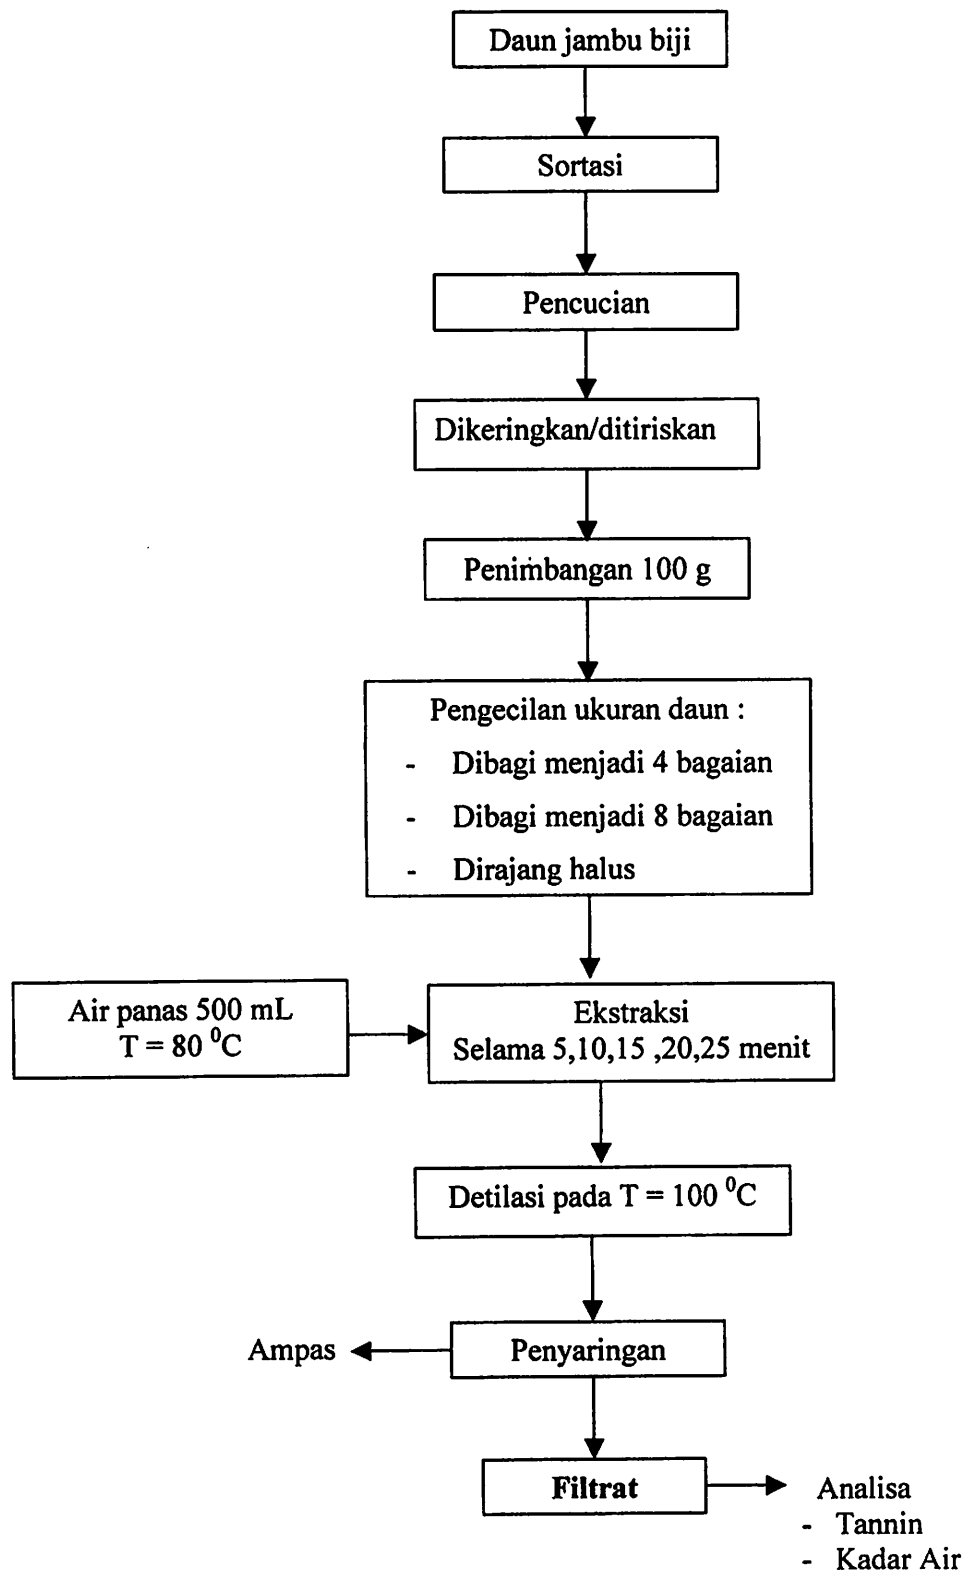 Daun jambu biji
Sortasi
Pencucian
Dikeringkan/ditiriskan
Penimbangan 100 g
Pengecilan ukuran daun :
- Dibagi menjadi 4 bagaian
- Dibagi menjadi 8 bagaian
- Dirajang halus
Air panas 500 mL
T = 80 ⁰C
Ekstraksi
Selama 5,10,15 ,20,25 menit
Detilasi pada T = 100 ⁰C
Ampas
Penyaringan
Filtrat
Analisa
- Tannin
- Kadar Air